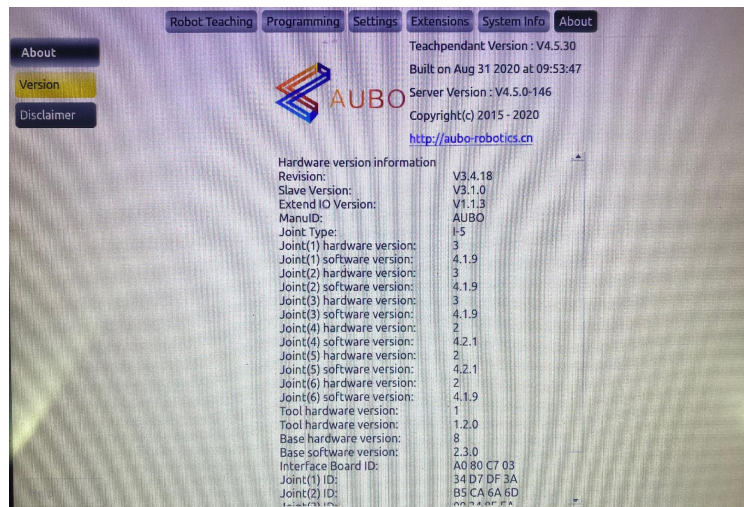 Robot Teaching Programming Settings Extensions System Info About
About
Version
Disclaimer
AUBO
Teachpendant Version : V4.5.30
Built on Aug 31 2020 at 09:53:47
Server Version : V4.5.0-146
Copyright(c) 2015 - 2020
http://aubo-robotics.cn
Hardware version information
Revision: V3.4.18
Slave Version: V3.1.0
Extend IO Version: V1.1.3
ManuID: AUBO
Joint Type: I-5
Joint(1) hardware version: 3
Joint(1) software version: 4.1.9
Joint(2) hardware version: 3
Joint(2) software version: 4.1.9
Joint(3) hardware version: 3
Joint(3) software version: 4.1.9
Joint(4) hardware version: 2
Joint(4) software version: 4.2.1
Joint(5) hardware version: 2
Joint(5) software version: 4.2.1
Joint(6) hardware version: 2
Joint(6) software version: 4.1.9
Tool hardware version: 1
Tool hardware version: 1.2.0
Base hardware version: 8
Base software version: 2.3.0
Interface Board ID: A0 80 C7 03
Joint(1) ID: 34 D7 DF 3A
Joint(2) ID: B5 CA 6A 6D